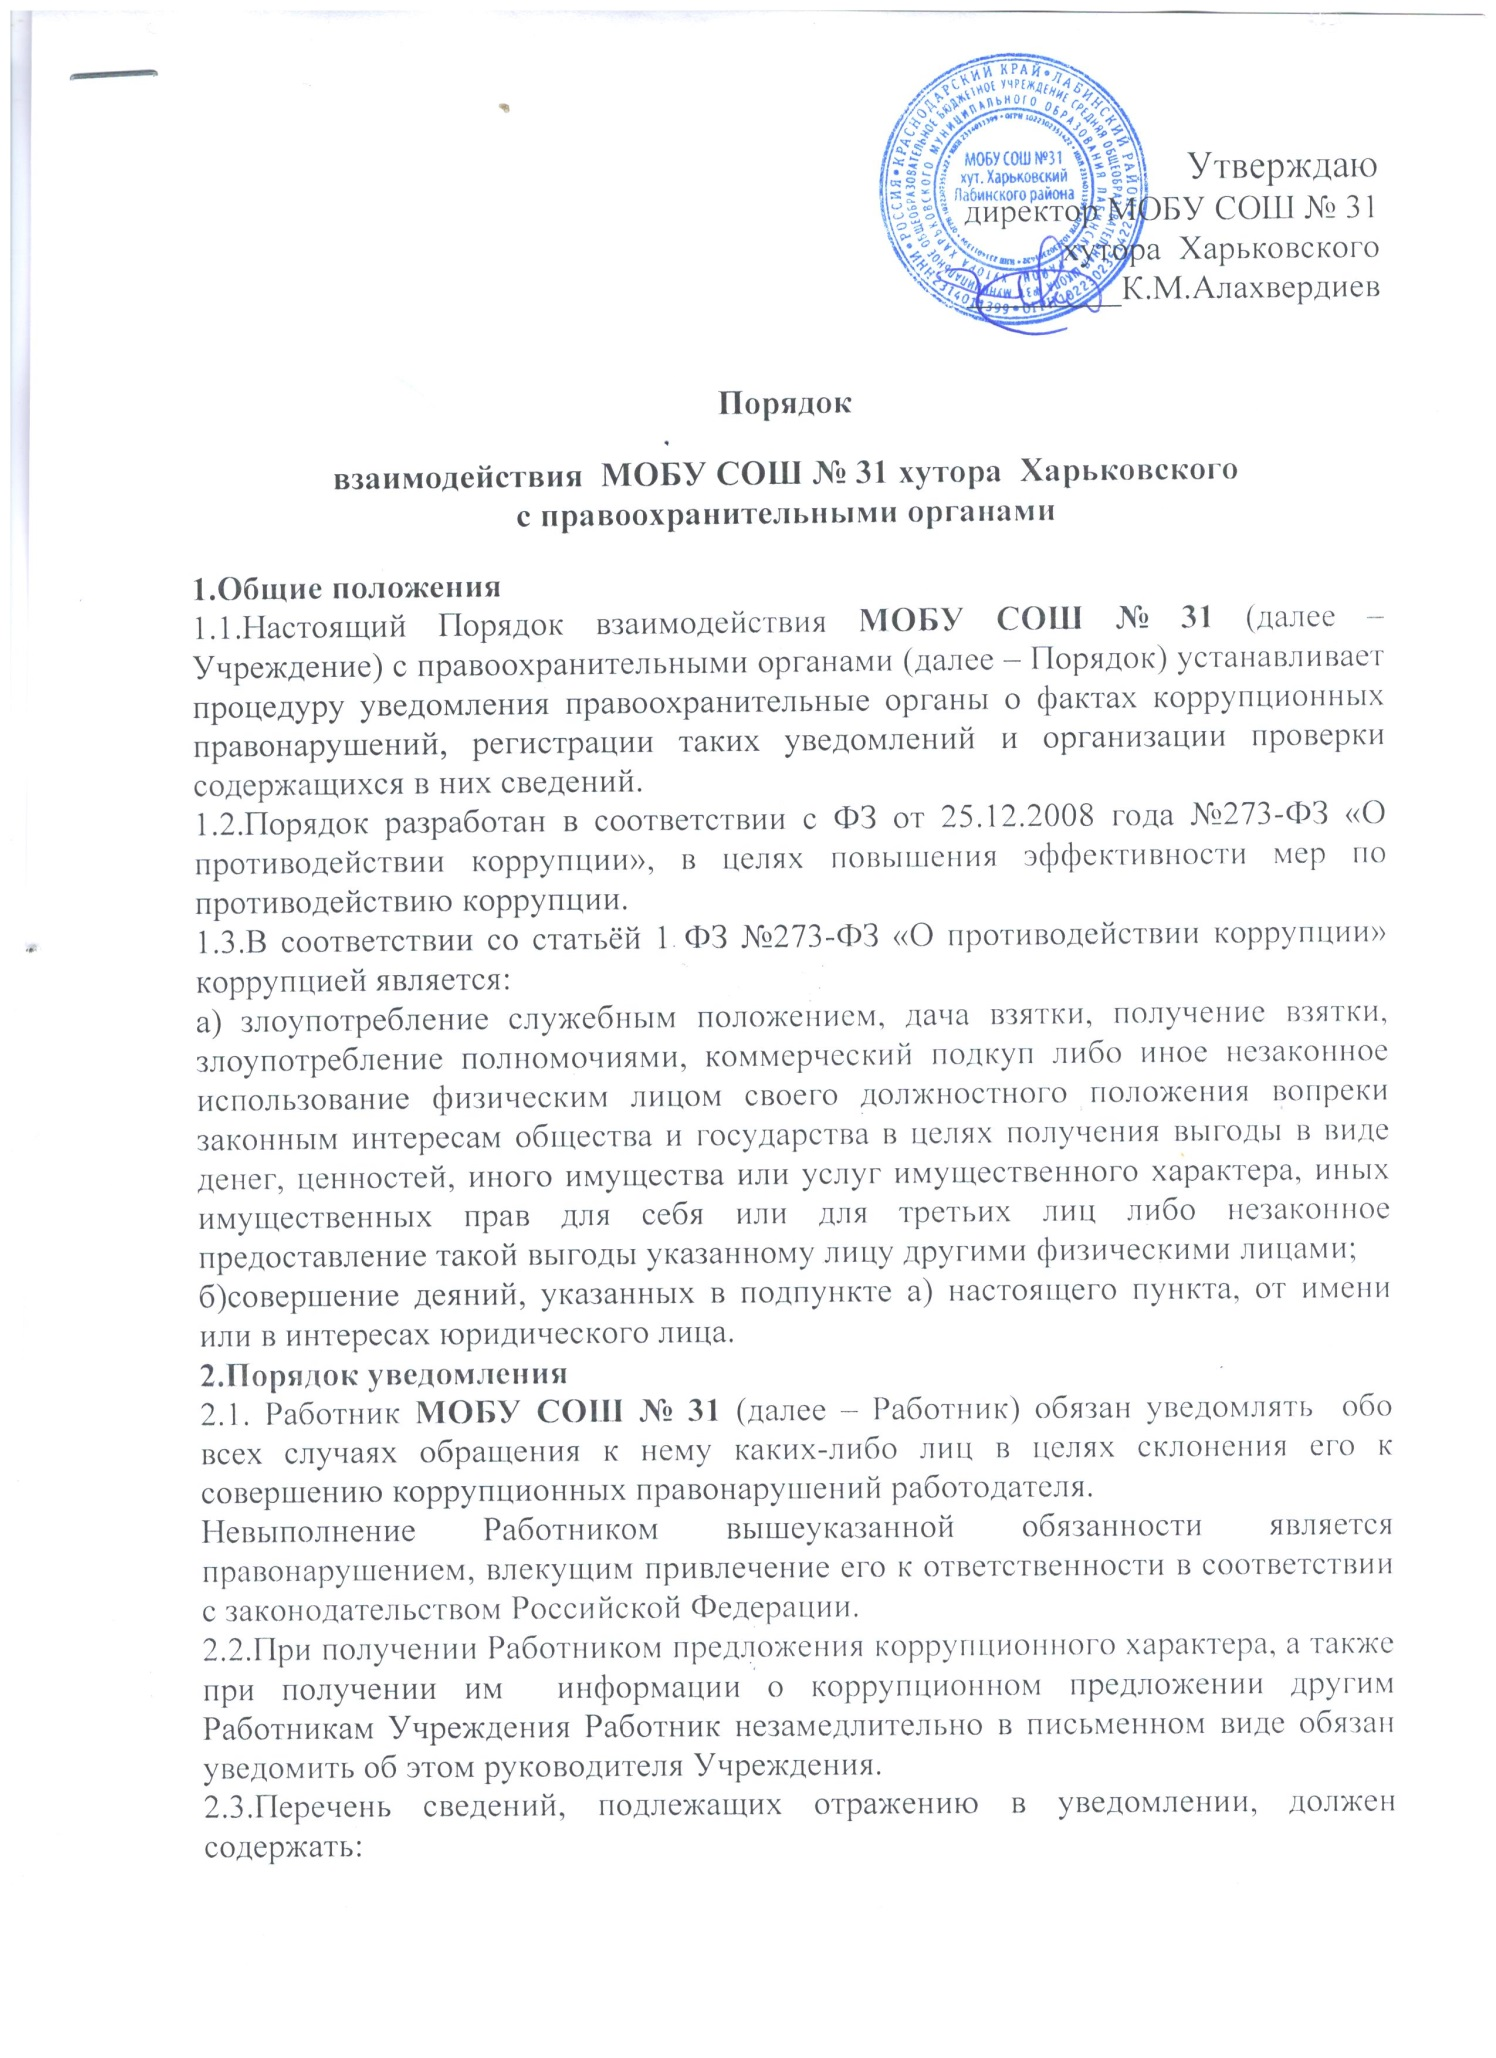 РОССИЯ • КРАСНОДАРСКИЙ КРАЙ • ЛАБИНСКИЙ РАЙОН
МОБУ СОШ №31
хут. Харьковский
Лабинского района
Утверждаю
директор МОБУ СОШ № 31
хутора Харьковского
К.М.Алахвердиев
Порядок
взаимодействия МОБУ СОШ № 31 хутора Харьковского
с правоохранительными органами
1.Общие положения
1.1.Настоящий Порядок взаимодействия МОБУ СОШ № 31 (далее –
Учреждение) с правоохранительными органами (далее – Порядок) устанавливает
процедуру уведомления правоохранительные органы о фактах коррупционных
правонарушений, регистрации таких уведомлений и организации проверки
содержащихся в них сведений.
1.2.Порядок разработан в соответствии с ФЗ от 25.12.2008 года №273-ФЗ «О
противодействии коррупции», в целях повышения эффективности мер по
противодействию коррупции.
1.3.В соответствии со статьёй 1 ФЗ №273-ФЗ «О противодействии коррупции»
коррупцией является:
а) злоупотребление служебным положением, дача взятки, получение взятки,
злоупотребление полномочиями, коммерческий подкуп либо иное незаконное
использование физическим лицом своего должностного положения вопреки
законным интересам общества и государства в целях получения выгоды в виде
денег, ценностей, иного имущества или услуг имущественного характера, иных
имущественных прав для себя или для третьих лиц либо незаконное
предоставление такой выгоды указанному лицу другими физическими лицами;
б)совершение деяний, указанных в подпункте а) настоящего пункта, от имени
или в интересах юридического лица.
2.Порядок уведомления
2.1. Работник МОБУ СОШ № 31 (далее – Работник) обязан уведомлять обо
всех случаях обращения к нему каких-либо лиц в целях склонения его к
совершению коррупционных правонарушений работодателя.
Невыполнение Работником вышеуказанной обязанности является
правонарушением, влекущим привлечение его к ответственности в соответствии
с законодательством Российской Федерации.
2.2.При получении Работником предложения коррупционного характера, а также
при получении им информации о коррупционном предложении другим
Работникам Учреждения Работник незамедлительно в письменном виде обязан
уведомить об этом руководителя Учреждения.
2.3.Перечень сведений, подлежащих отражению в уведомлении, должен
содержать: